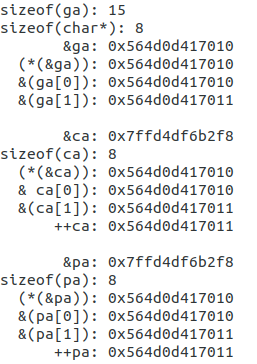 sizeof(ga): 15
sizeof(char*): 8
&ga: 0x564d0d417010
(*(&ga)): 0x564d0d417010
&(ga[0]): 0x564d0d417010
&(ga[1]): 0x564d0d417011
&ca: 0x7ffd4df6b2f8
sizeof(ca): 8
(*(&ca)): 0x564d0d417010
& ca[0]): 0x564d0d417010
&(ca[1]): 0x564d0d417011
++ca: 0x564d0d417011
&pa: 0x7ffd4df6b2f8
sizeof(pa): 8
(*(&pa)): 0x564d0d417010
&(pa[0]): 0x564d0d417010
&(pa[1]): 0x564d0d417011
++pa: 0x564d0d417011